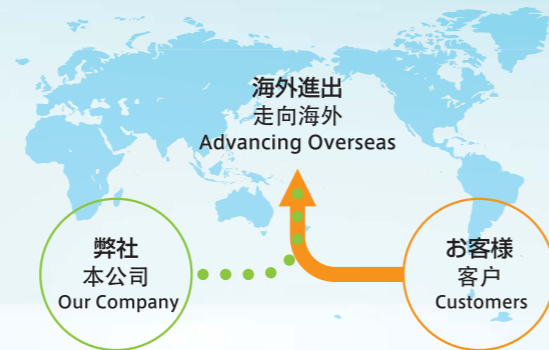 海外進出
走向海外
Advancing Overseas
弊社
本公司
Our Company
お客様
客户
Customers